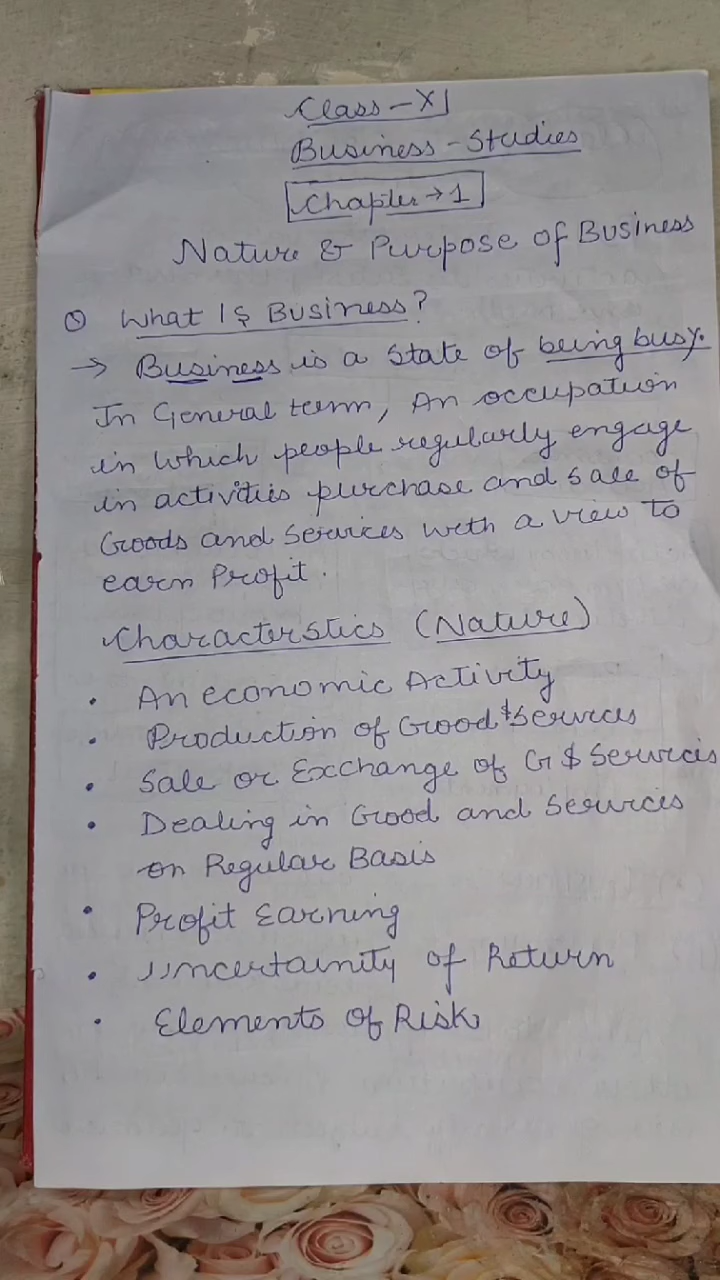 Class - XI
Business - Studies
Chapter → 1
Nature & Purpose of Business
What Is Business?
→ Business is a State of being busy.
In General term, An occupation
in which people regularly engage
in activities purchase and sale of
Goods and Services with a view to
earn Profit.
Characterstics (Nature)
• An economic Activity
• Production of Good & Services
• Sale or Exchange of G & Services
• Dealing in Good and Services
on Regular Basis
• Profit Earning
• Uncertainity of Return
• Elements of Risk